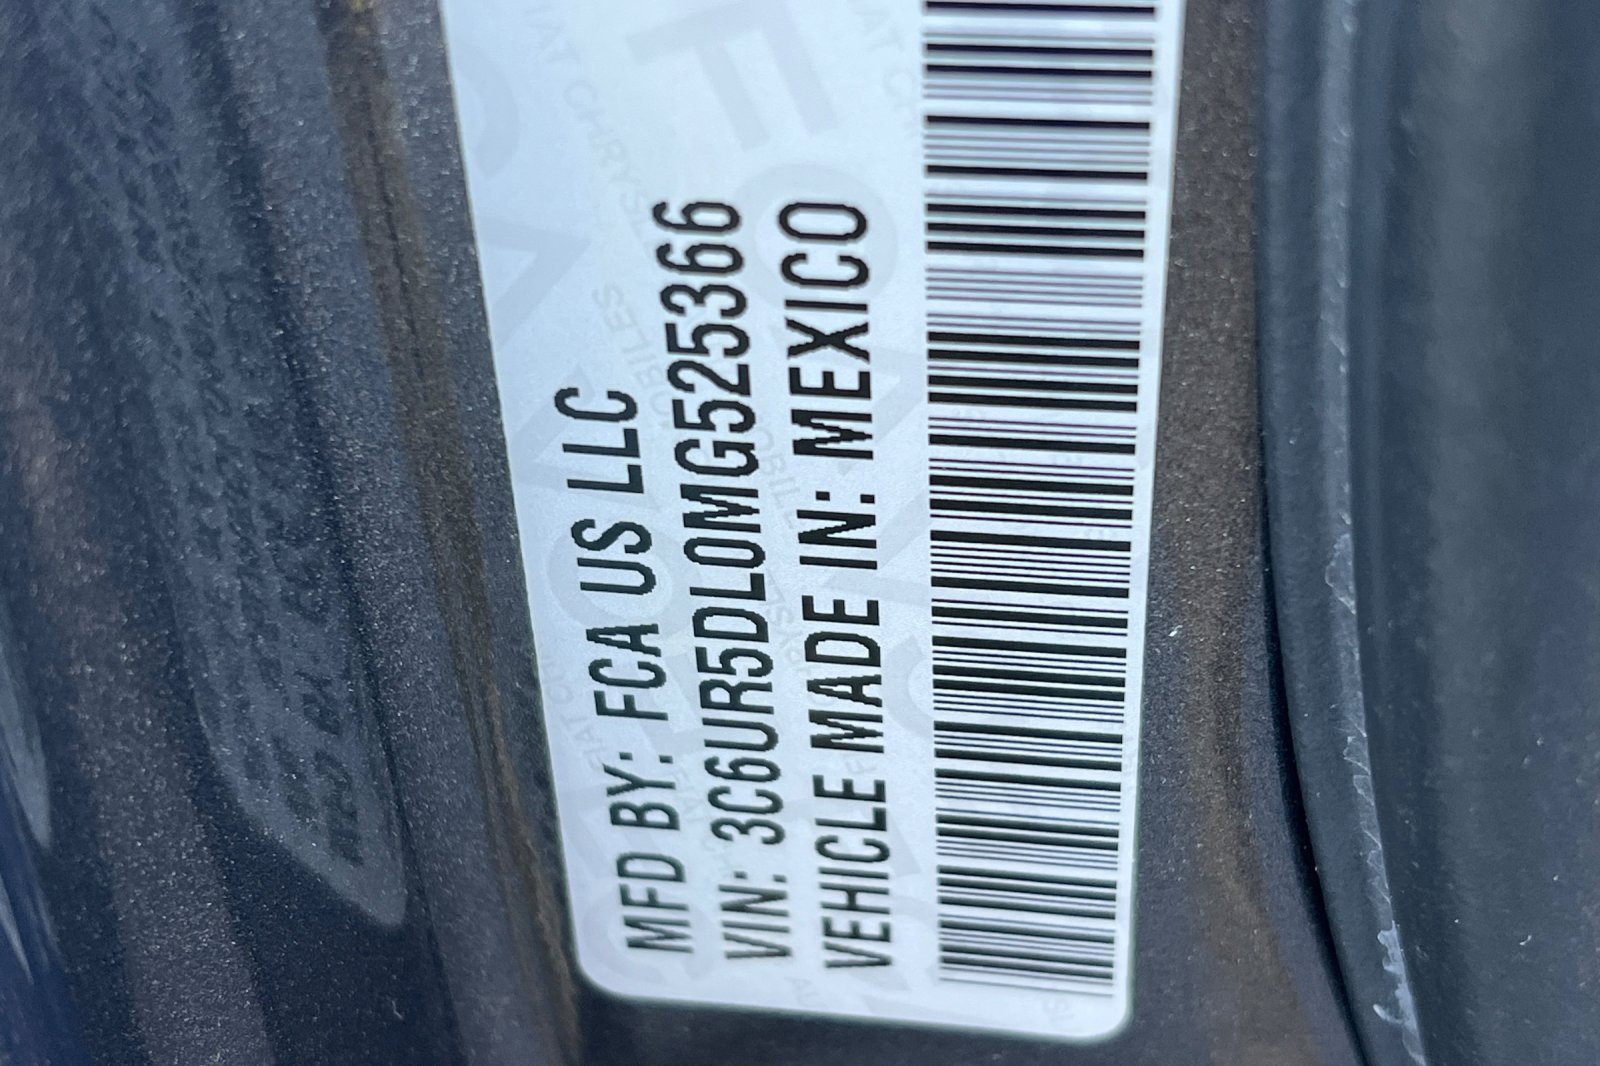 MFD BY: FCA US LLC
VIN: 3C6UR5DL0MG525366
VEHICLE MADE IN: MEXICO